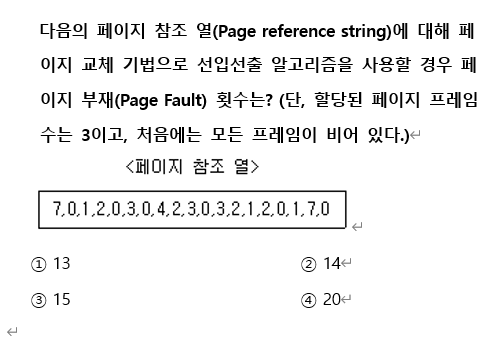 다음의 페이지 참조 열(Page reference string)에 대해 페
이지 교체 기법으로 선입선출 알고리즘을 사용할 경우 페
이지 부재(Page Fault) 횟수는? (단, 할당된 페이지 프레임
수는 3이고, 처음에는 모든 프레임이 비어 있다.)↵
<페이지 참조 열>
7,0,1,2,0,3,0,4,2,3,0,3,2,1,2,0,1,7,0
↵
① 13 ② 14↵
③ 15 ④ 20↵
↵